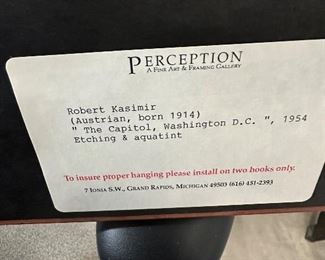 PERCEPTION
A FINE ART & FRAMING GALLERY
Robert Kasimir
(Austrian, born 1914)
" The Capitol, Washington D.C. ", 1954
Etching & aquatint
To insure proper hanging please install on two hooks only.
7 IONIA S.W., GRAND RAPIDS, MICHIGAN 49503 (616) 451-2393